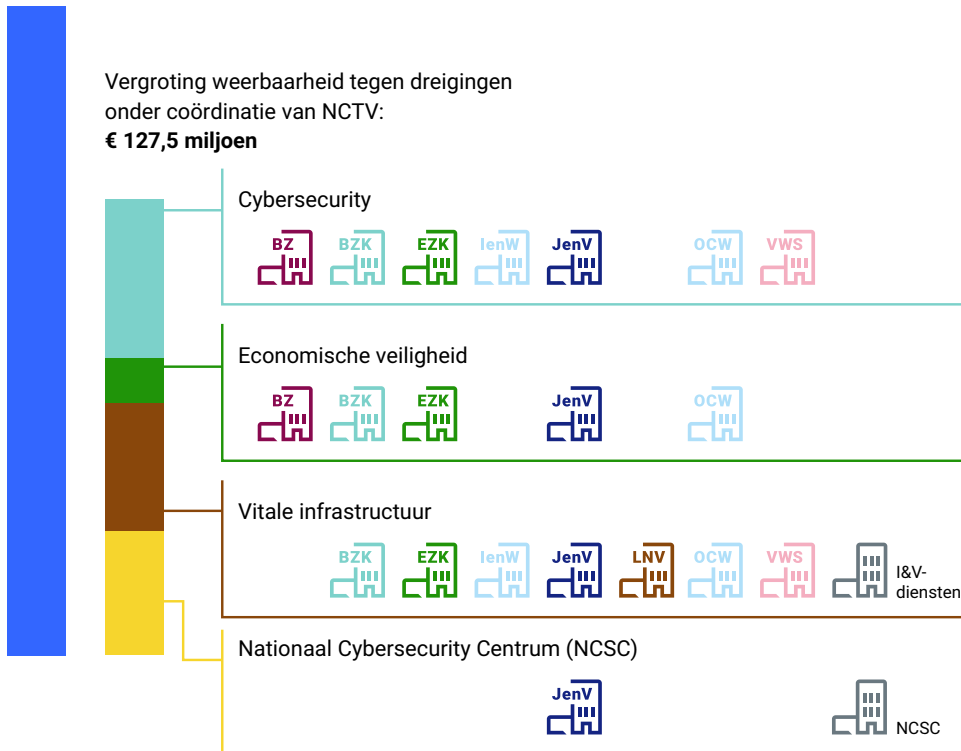 Vergroting weerbaarheid tegen dreigingen
onder coördinatie van NCTV:
€ 127,5 miljoen
Cybersecurity
BZ BZK EZK IenW JenV OCW VWS
Economische veiligheid
BZ BZK EZK JenV OCW
Vitale infrastructuur
BZK EZK IenW JenV LNV OCW VWS
I&V-
diensten
Nationaal Cybersecurity Centrum (NCSC)
JenV
NCSC